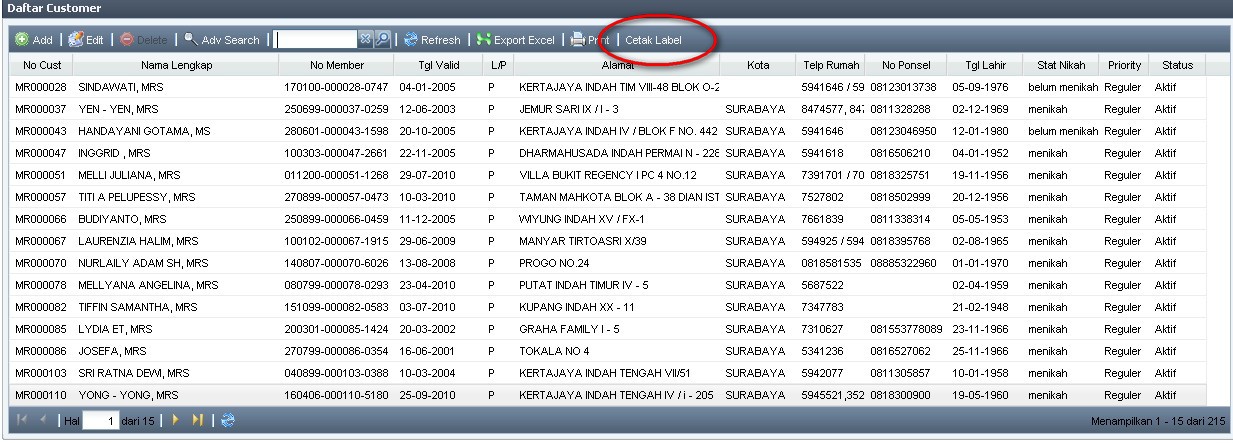 Daftar Customer
Add | Edit | Delete | Adv Search | Refresh | Export Excel | Print | Cetak Label
No Cust Nama Lengkap No Member Tgl Valid L/P Alamat Kota Telp Rumah No Ponsel Tgl Lahir Stat Nikah Priority Status
MR000028 SINDAWATI, MRS 170100-000028-0747 04-01-2005 P KERTAJAYA INDAH TIM VIII-48 BLOK O-2 5941646 / 59 08123013738 05-09-1976 belum menikah Reguler Aktif
MR000037 YEN - YEN, MRS 250699-000037-0259 12-06-2003 P JEMUR SARI IX / I - 3 SURABAYA 8474577, 847 0811328288 02-12-1969 menikah Reguler Aktif
MR000043 HANDAYANI GOTAMA, MS 280601-000043-1598 20-10-2005 P KERTAJAYA INDAH IV / BLOK F NO. 442 SURABAYA 5941646 08123046950 12-01-1980 belum menikah Reguler Aktif
MR000047 INGGRID , MRS 100303-000047-2661 22-11-2005 P DHARMAHUSADA INDAH PERMAI N - 228 SURABAYA 5941618 0816506210 04-01-1952 menikah Reguler Aktif
MR000051 MELLI JULIANA, MRS 011200-000051-1268 29-07-2010 P VILLA BUKIT REGENCY I PC 4 NO.12 SURABAYA 7391701 / 70 0818325751 19-11-1956 menikah Reguler Aktif
MR000057 TITI A PELUPESSY, MRS 270899-000057-0473 10-03-2010 P TAMAN MAHKOTA BLOK A - 38 DIAN IST SURABAYA 7527802 0818502999 20-12-1956 menikah Reguler Aktif
MR000066 BUDIYANTO, MRS 250899-000066-0459 11-12-2005 P WIYUNG INDAH XV / FX-1 SURABAYA 7661839 0811338314 05-05-1953 menikah Reguler Aktif
MR000067 LAURENZIA HALIM, MRS 100102-000067-1915 29-06-2009 P MANYAR TIRTOASRI X/39 SURABAYA 594925 / 594 0818395768 02-08-1965 menikah Reguler Aktif
MR000070 NURLAILY ADAM SH, MRS 140807-000070-6026 13-08-2008 P PROGO NO.24 SURABAYA 0818581535 08885322960 01-01-1970 menikah Reguler Aktif
MR000078 MELLYANA ANGELINA, MRS 080799-000078-0293 23-04-2010 P PUTAT INDAH TIMUR IV - 5 SURABAYA 5687522 02-04-1959 menikah Reguler Aktif
MR000082 TIFFIN SAMANTHA, MRS 151099-000082-0583 03-07-2010 P KUPANG INDAH XX - 11 SURABAYA 7347783 21-02-1948 menikah Reguler Aktif
MR000085 LYDIA ET, MRS 200301-000085-1424 20-03-2002 P GRAHA FAMILY I - 5 SURABAYA 7310627 081553778089 23-11-1966 menikah Reguler Aktif
MR000086 JOSEFA, MRS 270799-000086-0354 16-06-2001 P TOKALA NO 4 SURABAYA 5341236 0816527062 25-11-1966 menikah Reguler Aktif
MR000103 SRI RATNA DEWI, MRS 040899-000103-0388 10-03-2004 P KERTAJAYA INDAH TENGAH VII/51 SURABAYA 5942077 0811305857 10-01-1958 menikah Reguler Aktif
MR000110 YONG - YONG, MRS 160406-000110-5180 25-09-2010 P KERTAJAYA INDAH TENGAH IV / i - 205 SURABAYA 5945521,352 0818300900 19-05-1960 menikah Reguler Aktif
Hal 1 dari 15 Menampilkan 1 - 15 dari 215